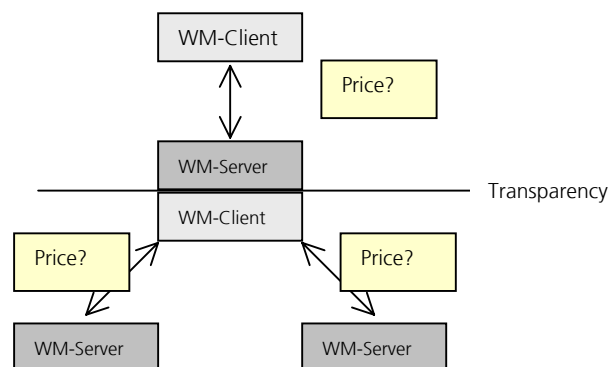 WM-Client
Price?
WM-Server
Transparency
WM-Client
Price?
Price?
WM-Server
WM-Server